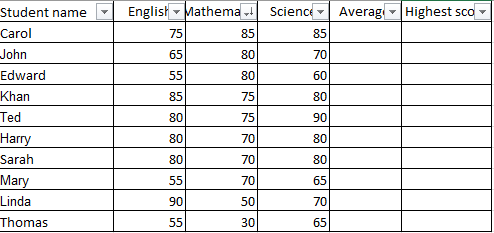 Student name English Mathema Science Average Highest sco
Carol 75 85 85
John 65 80 70
Edward 55 80 60
Khan 85 75 80
Ted 80 75 90
Harry 80 70 80
Sarah 80 70 80
Mary 55 70 65
Linda 90 50 70
Thomas 55 30 65